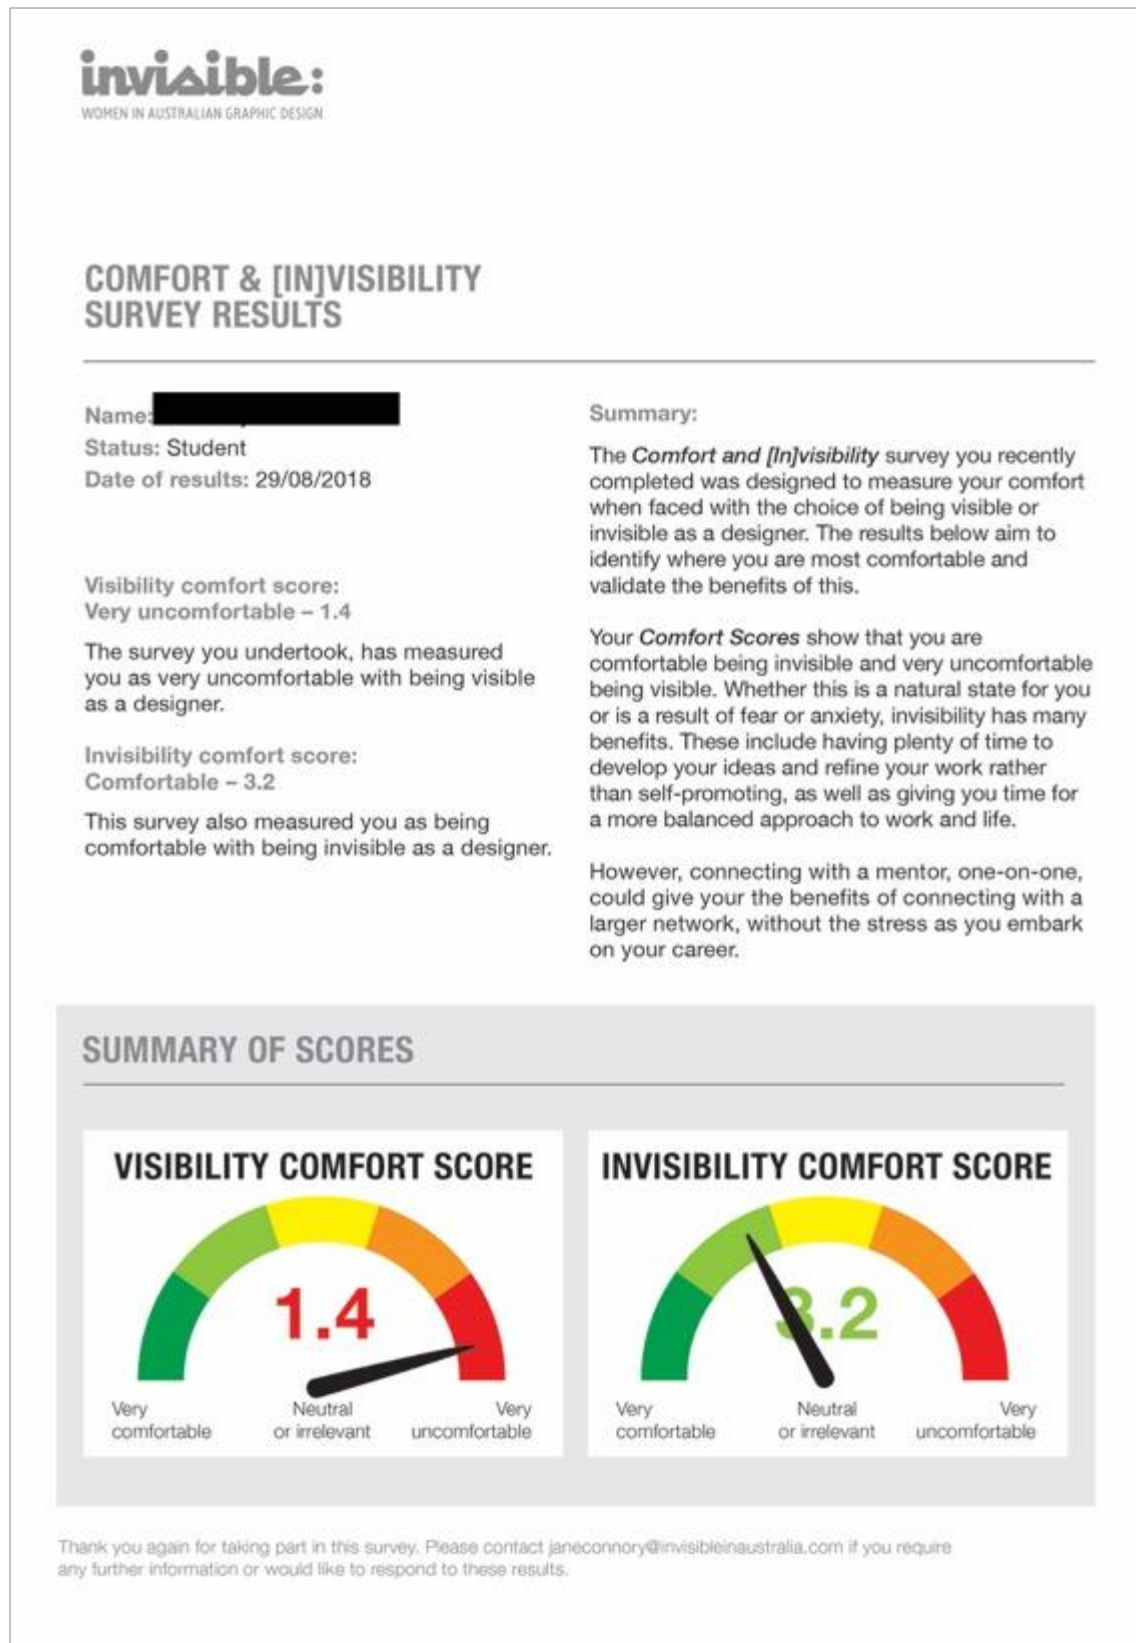 invisible:
WOMEN IN AUSTRALIAN GRAPHIC DESIGN
COMFORT & [IN]VISIBILITY
SURVEY RESULTS
Name:
Status: Student
Date of results: 29/08/2018
Visibility comfort score:
Very uncomfortable – 1.4
The survey you undertook, has measured
you as very uncomfortable with being visible
as a designer.
Invisibility comfort score:
Comfortable – 3.2
This survey also measured you as being
comfortable with being invisible as a designer.
Summary:
The Comfort and [In]visibility survey you recently
completed was designed to measure your comfort
when faced with the choice of being visible or
invisible as a designer. The results below aim to
identify where you are most comfortable and
validate the benefits of this.
Your Comfort Scores show that you are
comfortable being invisible and very uncomfortable
being visible. Whether this is a natural state for you
or is a result of fear or anxiety, invisibility has many
benefits. These include having plenty of time to
develop your ideas and refine your work rather
than self-promoting, as well as giving you time for
a more balanced approach to work and life.
However, connecting with a mentor, one-on-one,
could give your the benefits of connecting with a
larger network, without the stress as you embark
on your career.
SUMMARY OF SCORES
VISIBILITY COMFORT SCORE
1.4
Very
comfortable
Neutral
or irrelevant
Very
uncomfortable
INVISIBILITY COMFORT SCORE
3.2
Very
comfortable
Neutral
or irrelevant
Very
uncomfortable
Thank you again for taking part in this survey. Please contact janeconnory@invisibleinaustralia.com if you require
any further information or would like to respond to these results.